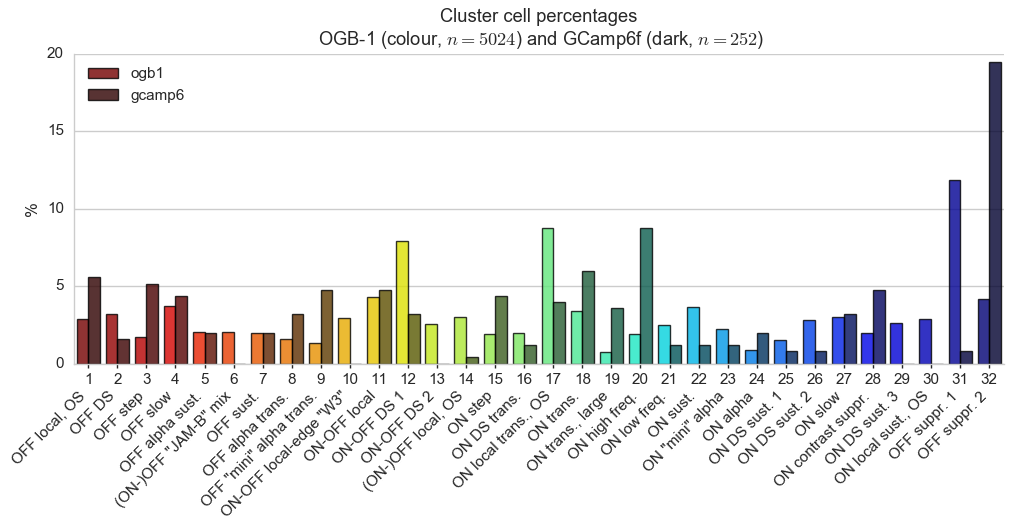 Cluster cell percentages
OGB-1 (colour, n = 5024) and GCamp6f (dark, n = 252)
20
15
10
5
0
%
ogb1
gcamp6
1 2 3 4 5 6 7 8 9 10 11 12 13 14 15 16 17 18 19 20 21 22 23 24 25 26 27 28 29 30 31 32
OFF local, OS
OFF DS
OFF step
OFF slow
OFF alpha sust.
(ON-)OFF "JAM-B" mix
OFF sust.
OFF alpha trans.
OFF "mini" alpha trans.
ON-OFF local-edge "W3"
ON-OFF local
ON-OFF DS 1
ON-OFF DS 2
(ON-)OFF local, OS
ON step
ON DS trans.
ON local trans., OS
ON trans.
ON trans., large
ON high freq.
ON low freq.
ON sust.
ON "mini" alpha
ON alpha
ON DS sust. 1
ON DS sust. 2
ON slow
ON contrast suppr.
ON DS sust. 3
ON local sust., OS
OFF suppr. 1
OFF suppr. 2